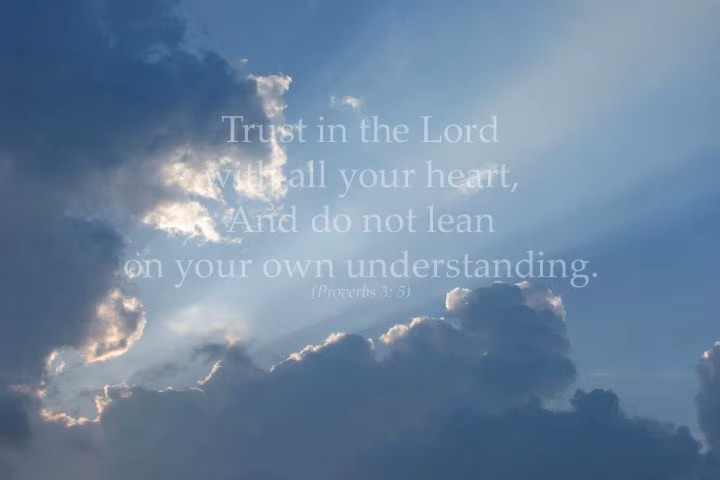 Trust in the Lord
with all your heart,
And do not lean
on your own understanding.
(Proverbs 3: 5)